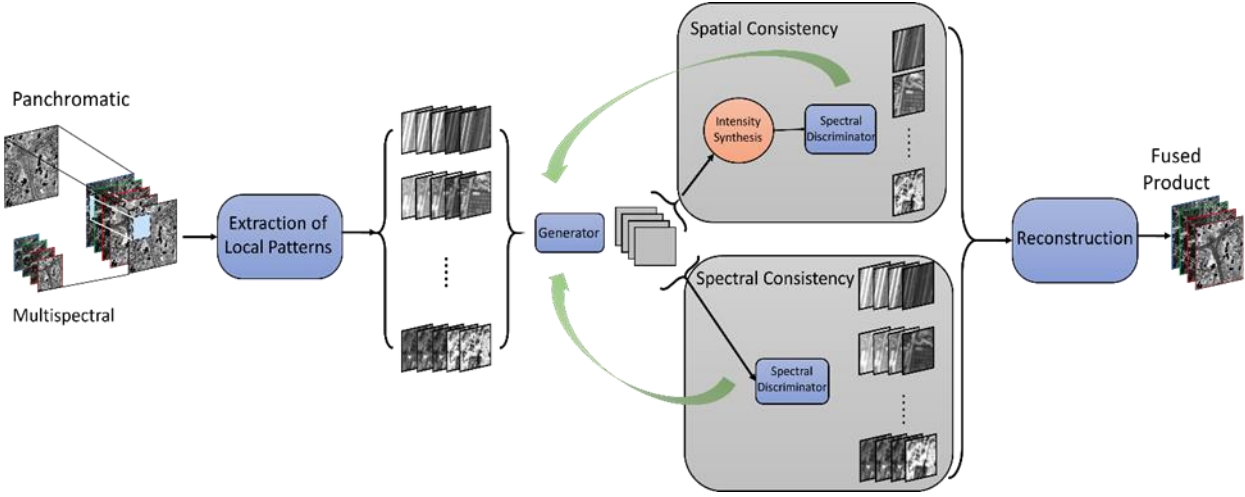 Panchromatic
Multispectral
Extraction of
Local Patterns
Generator
Spatial Consistency
Intensity
Synthesis
Spectral
Discriminator
Spectral Consistency
Spectral
Discriminator
Reconstruction
Fused
Product